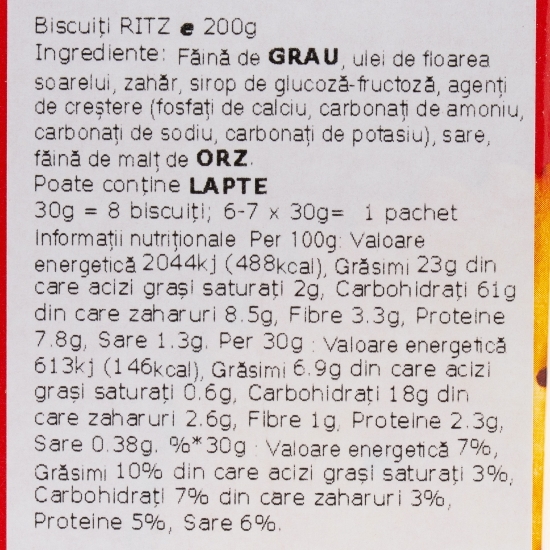 Biscuiți RITZ e 200g
Ingrediente: Făină de GRAU, ulei de floarea
soarelui, zahăr, sirop de glucoză-fructoză, agenți
de creștere (fosfați de calciu, carbonați de amoniu,
carbonați de sodiu, carbonați de potasiu), sare,
făină de malț de ORZ.
Poate conține LAPTE
30g = 8 biscuiți; 6-7 x 30g= 1 pachet
Informații nutriționale Per 100g: Valoare
energetică 2044kj (488kcal), Grăsimi 23g din
care acizi grași saturați 2g, Carbohidrați 61g
din care zaharuri 8.5g, Fibre 3.3g, Proteine
7.8g, Sare 1.3g. Per 30g : Valoare energetică
613kj (146kcal), Grăsimi 6.9g din care acizi
grași saturați 0.6g, Carbohidrați 18g din
care zaharuri 2.6g, Fibre 1g, Proteine 2.3g,
Sare 0.38g. %*30g : Valoare energetică 7%,
Grăsimi 10% din care acizi grași saturați 3%,
Carbohidrați 7% din care zaharuri 3%,
Proteine 5%, Sare 6%.